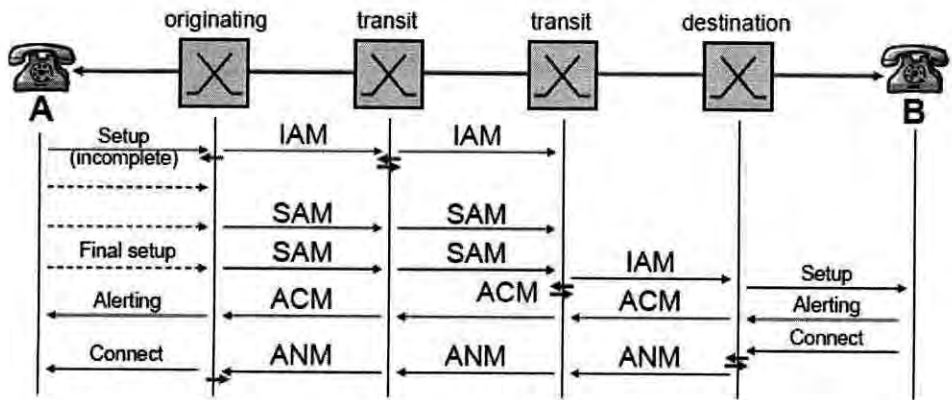 originating transit transit destination
A B
Setup IAM IAM
(incomplete)
SAM SAM
Final setup SAM SAM
IAM Setup
Alerting ACM ACM ACM Alerting
Connect
Connect ANM ANM ANM